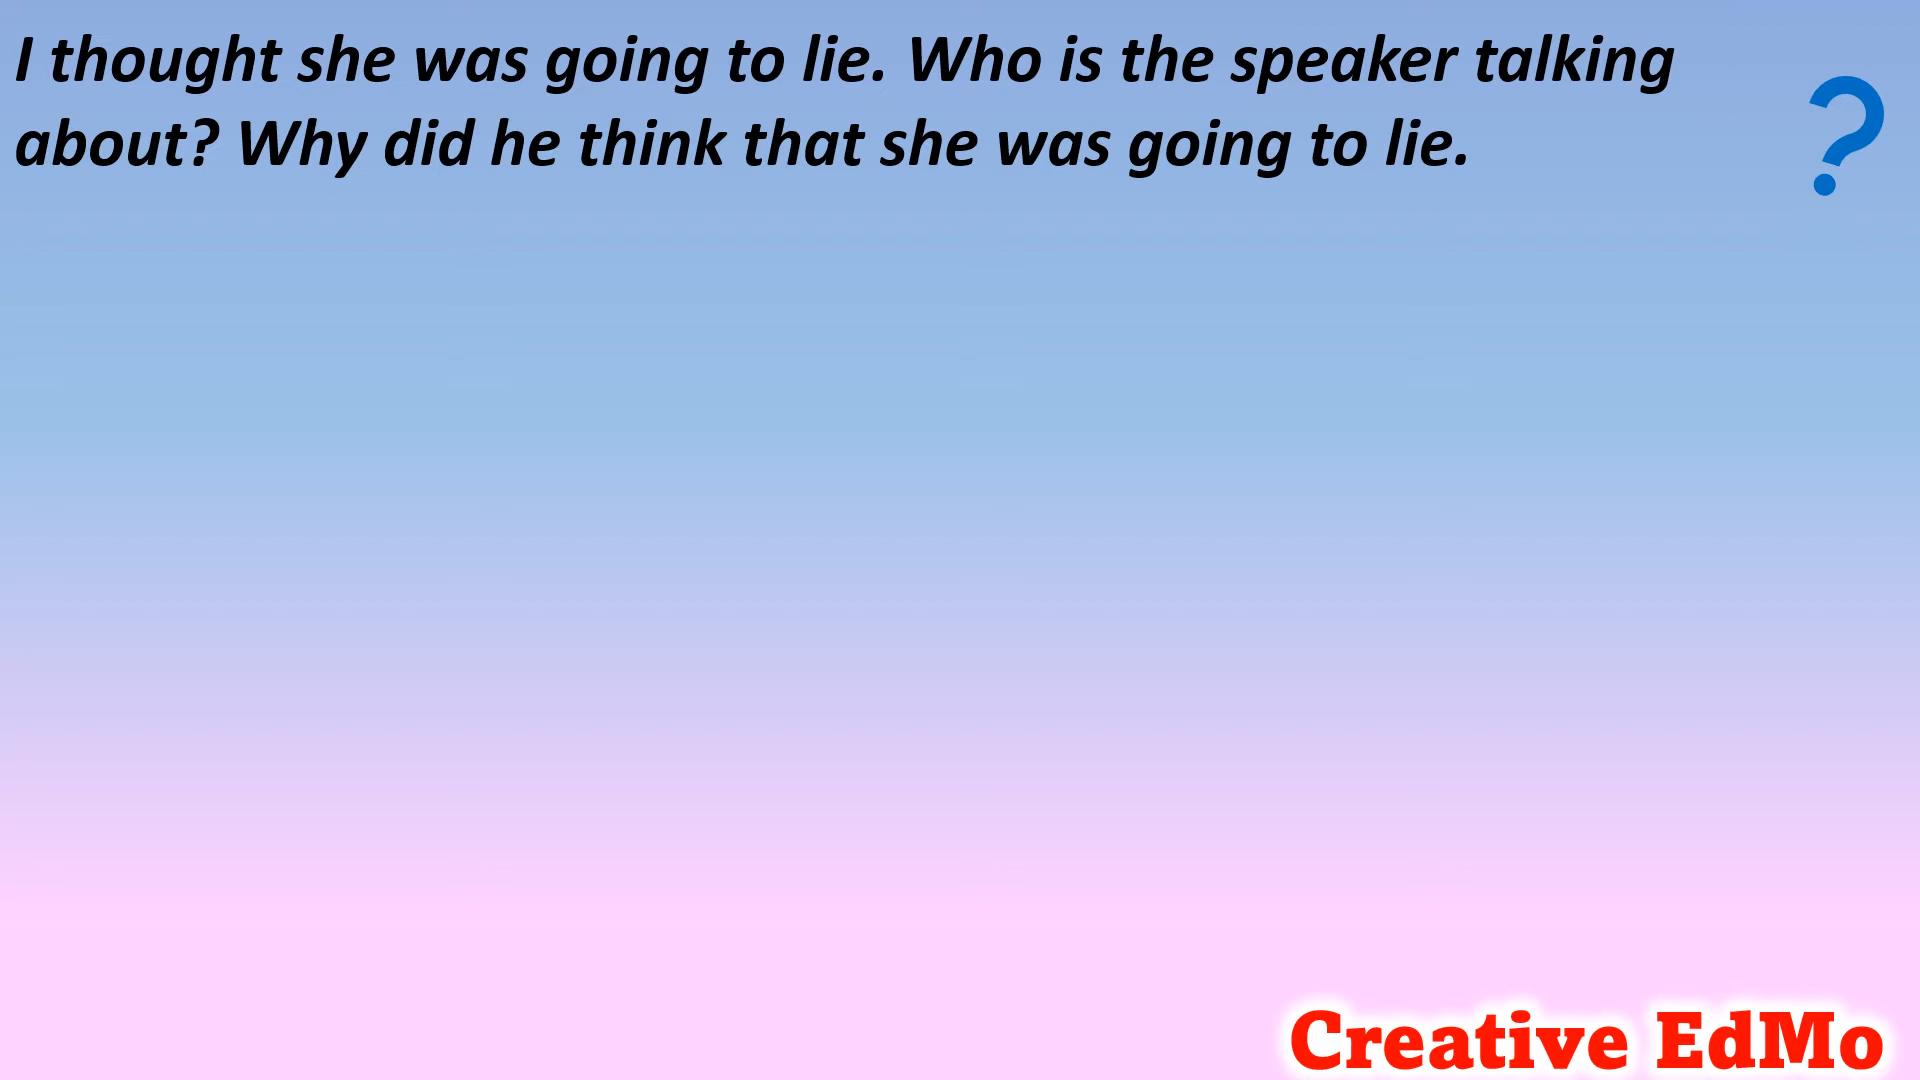 I thought she was going to lie. Who is the speaker talking
about? Why did he think that she was going to lie.
?
Creative EdMo